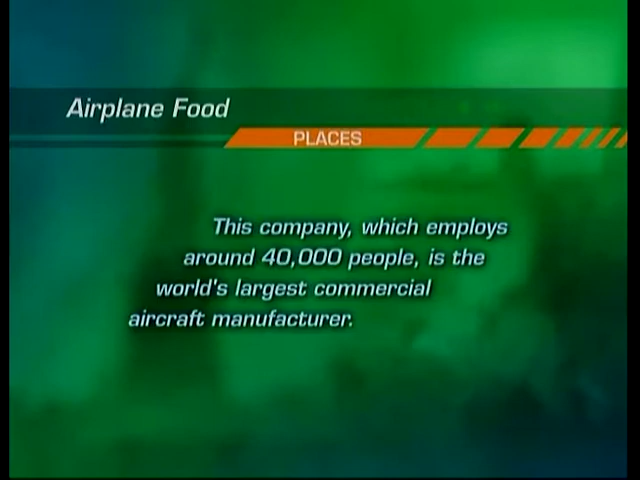 Airplane Food
PLACES
This company, which employs
around 40,000 people, is the
world's largest commercial
aircraft manufacturer.